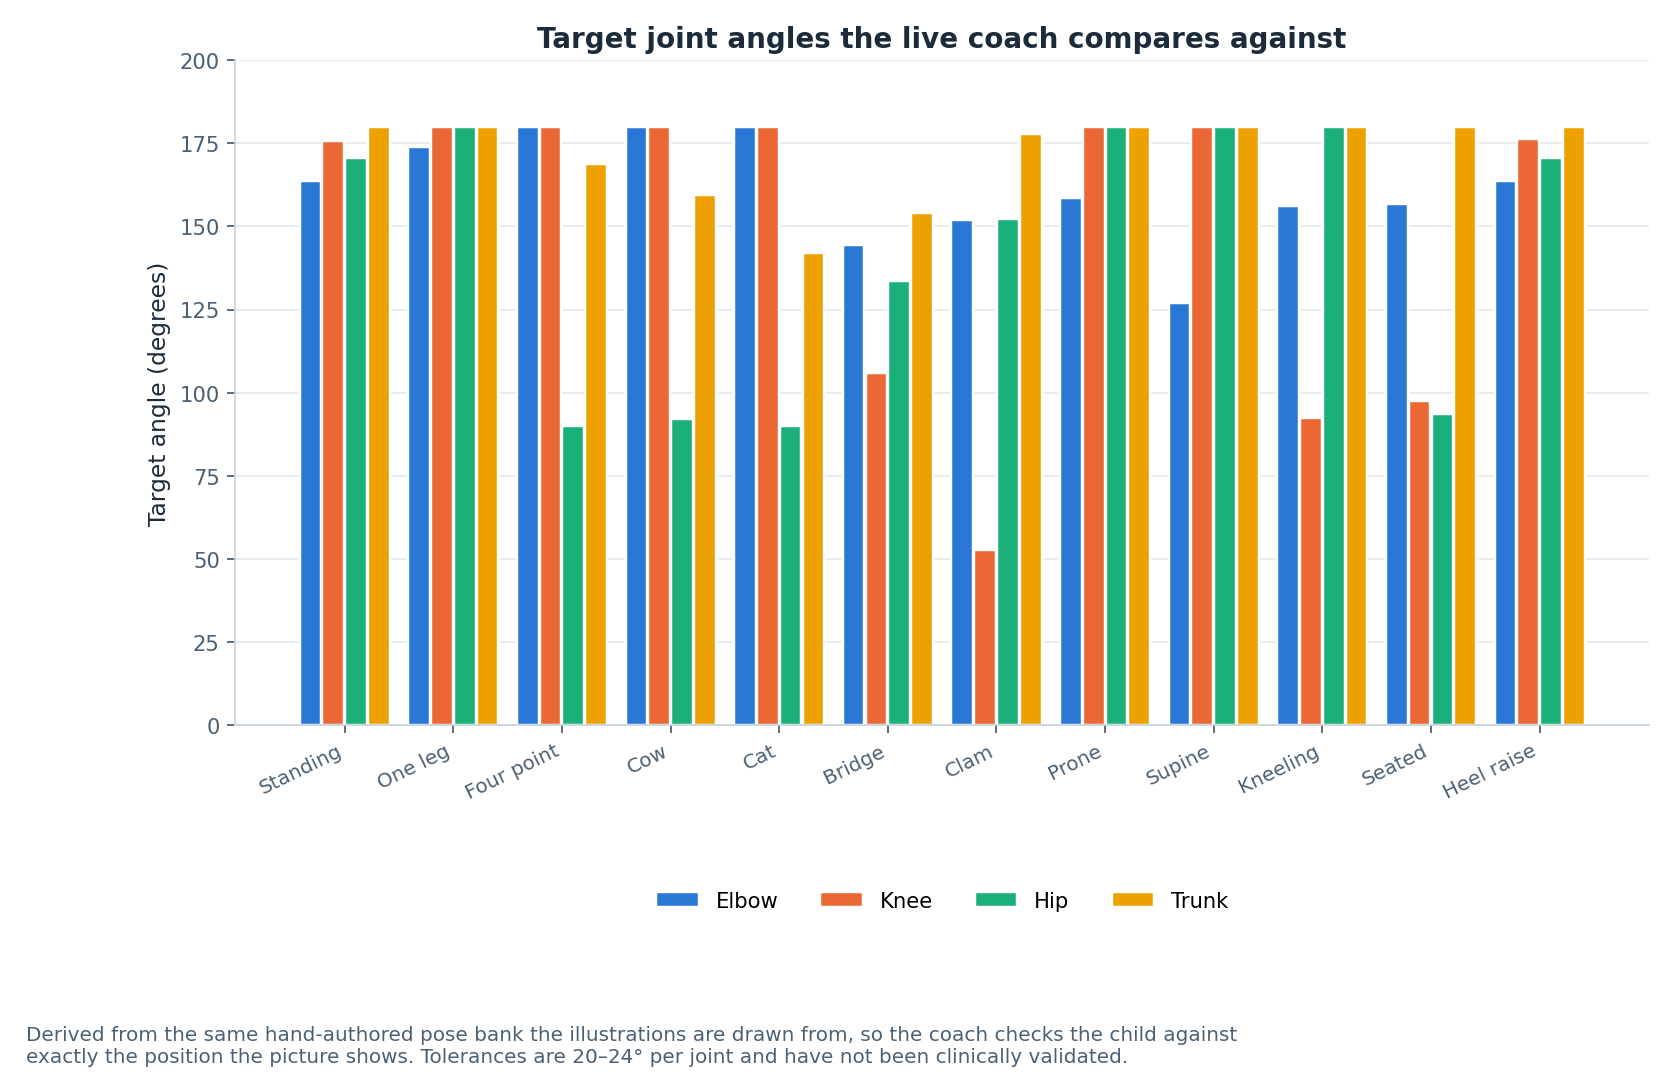 Target joint angles the live coach compares against
Target angle (degrees)
200
175
150
125
100
75
50
25
0
Standing
One leg
Four point
Cow
Cat
Bridge
Clam
Prone
Supine
Kneeling
Seated
Heel raise
Elbow
Knee
Hip
Trunk
Derived from the same hand-authored pose bank the illustrations are drawn from, so the coach checks the child against
exactly the position the picture shows. Tolerances are 20–24° per joint and have not been clinically validated.